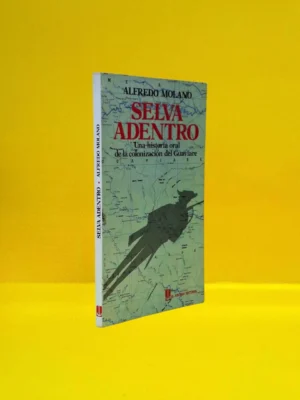 ALFREDO MOLANO
SELVA
ADENTRO
Una historia oral
de la colonización del Guaviare
SELVA ADENTRO - ALFREDO MOLANO